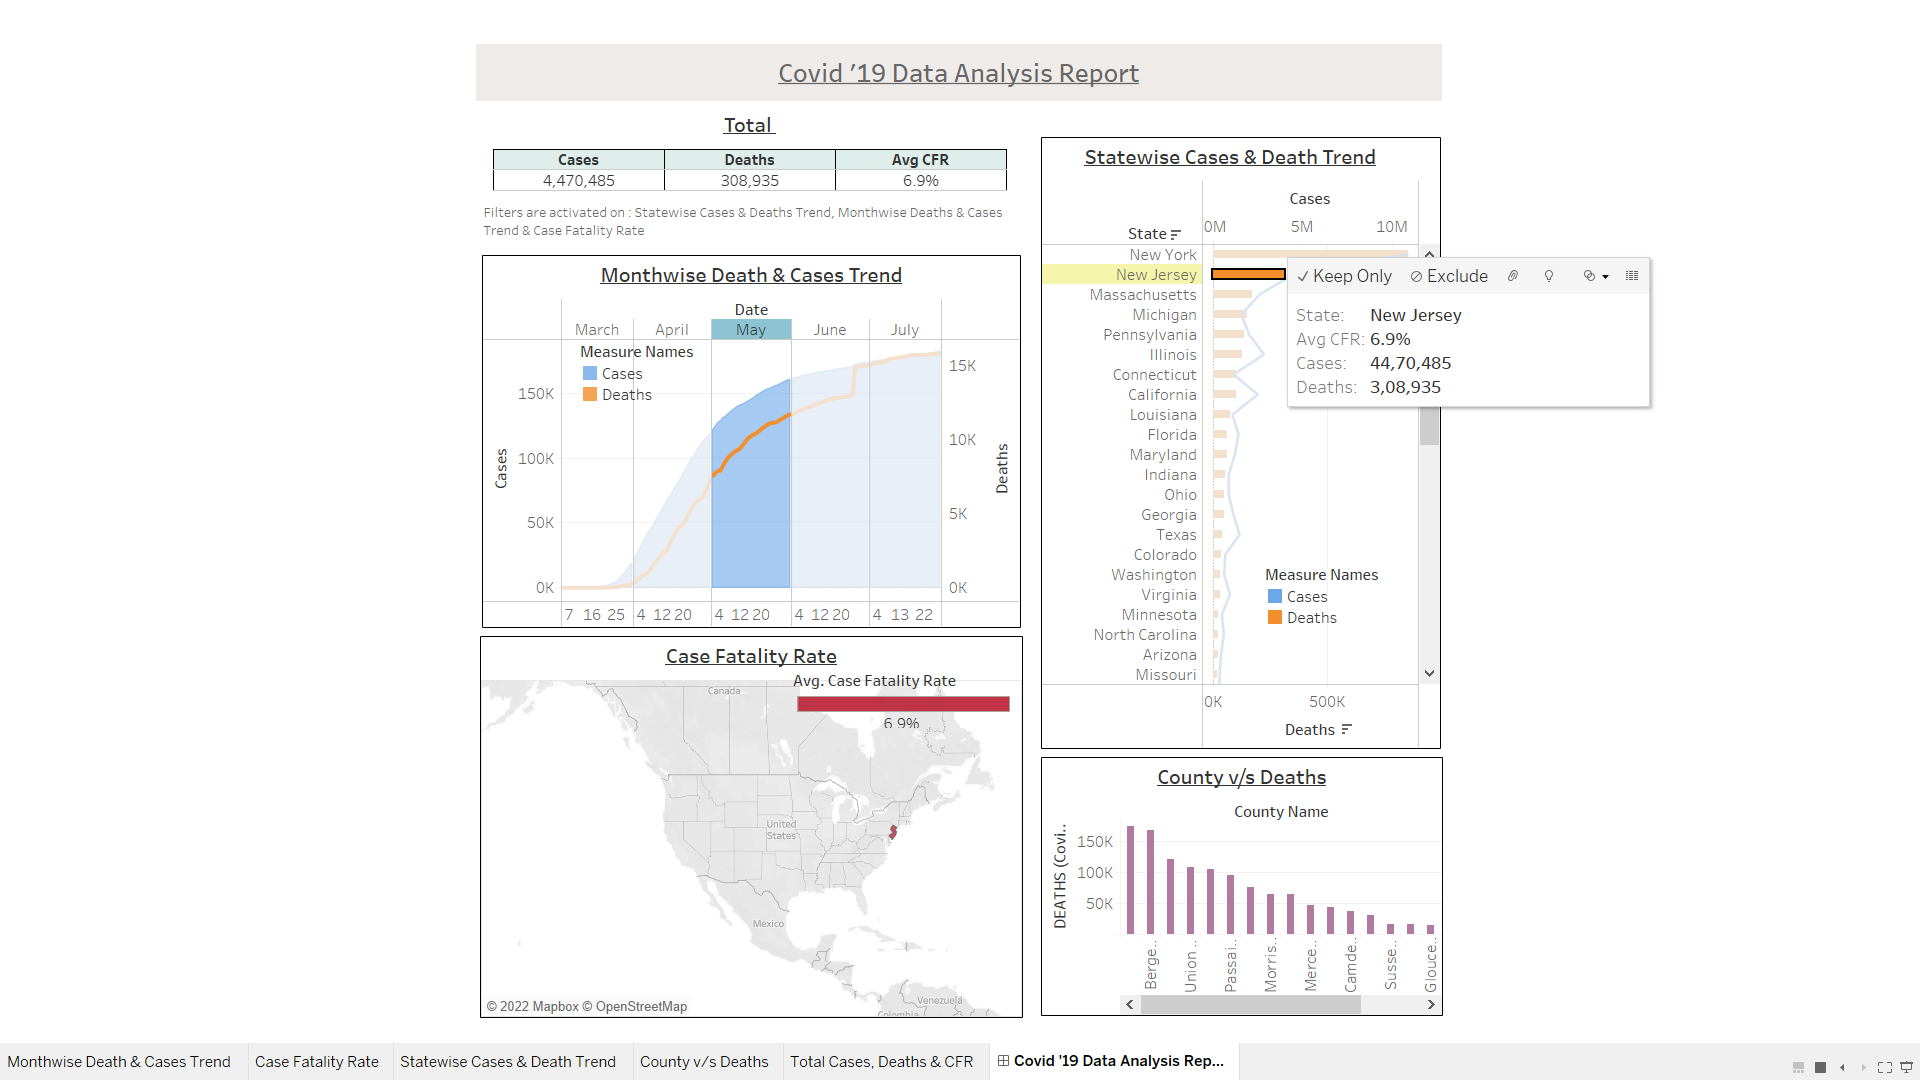 Covid '19 Data Analysis Report
Total
Cases Deaths Avg CFR
4,470,485 308,935 6.9%
Filters are activated on : Statewise Cases & Deaths Trend, Monthwise Deaths & Cases
Trend & Case Fatality Rate
Monthwise Death & Cases Trend
Date
March April May June July
Measure Names
Cases
Deaths
150K
100K
50K
0K
Cases
15K
10K
5K
0K
Deaths
7 16 25 4 12 20 4 12 20 4 12 20 4 13 22
Case Fatality Rate
Avg. Case Fatality Rate
6.9%
Canada
United
States
Mexico
Venezuela
Colombia
© 2022 Mapbox © OpenStreetMap
Statewise Cases & Death Trend
Cases
0M 5M 10M
State
New York
New Jersey
Massachusetts
Michigan
Pennsylvania
Illinois
Connecticut
California
Louisiana
Florida
Maryland
Indiana
Ohio
Georgia
Texas
Colorado
Washington
Virginia
Minnesota
North Carolina
Arizona
Missouri
Keep Only Exclude
State: New Jersey
Avg CFR: 6.9%
Cases: 44,70,485
Deaths: 3,08,935
Measure Names
Cases
Deaths
0K 500K
Deaths
County v/s Deaths
County Name
DEATHS (Covi..
150K
100K
50K
Berge.. Union .. Passai.. Morris.. Merce.. Camde.. Susse.. Glouce..
Monthwise Death & Cases Trend Case Fatality Rate Statewise Cases & Death Trend County v/s Deaths Total Cases, Deaths & CFR Covid '19 Data Analysis Rep...